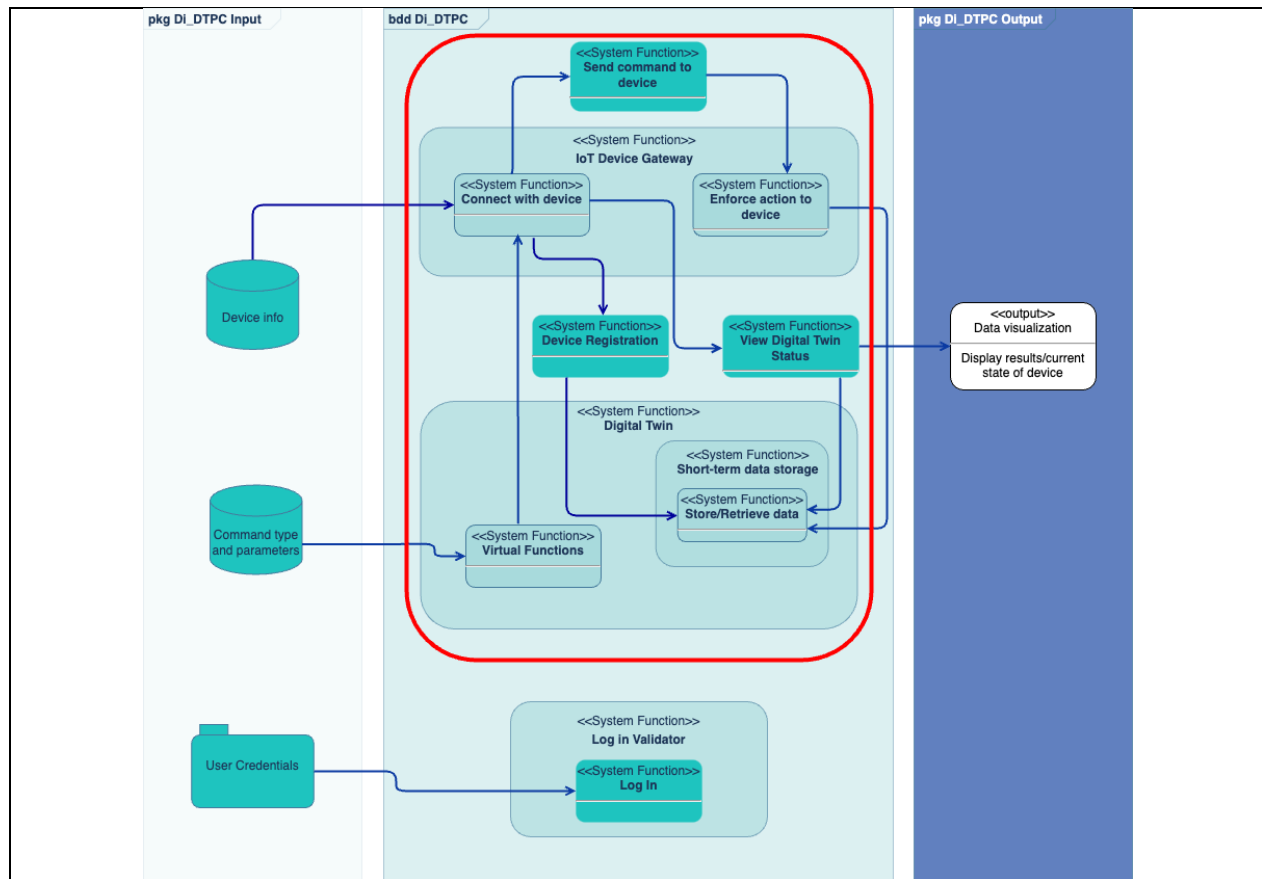 pkg Di_DTPC Input
bdd Di_DTPC
pkg Di_DTPC Output
<<System Function>>
Send command to
device
<<System Function>>
IoT Device Gateway
<<System Function>>
Connect with device
<<System Function>>
Enforce action to
device
Device info
<<System Function>>
Device Registration
<<System Function>>
View Digital Twin
Status
<<output>>
Data visualization
Display results/current
state of device
<<System Function>>
Digital Twin
<<System Function>>
Short-term data storage
<<System Function>>
Store/Retrieve data
Command type
and parameters
<<System Function>>
Virtual Functions
<<System Function>>
Log in Validator
User Credentials
<<System Function>>
Log In